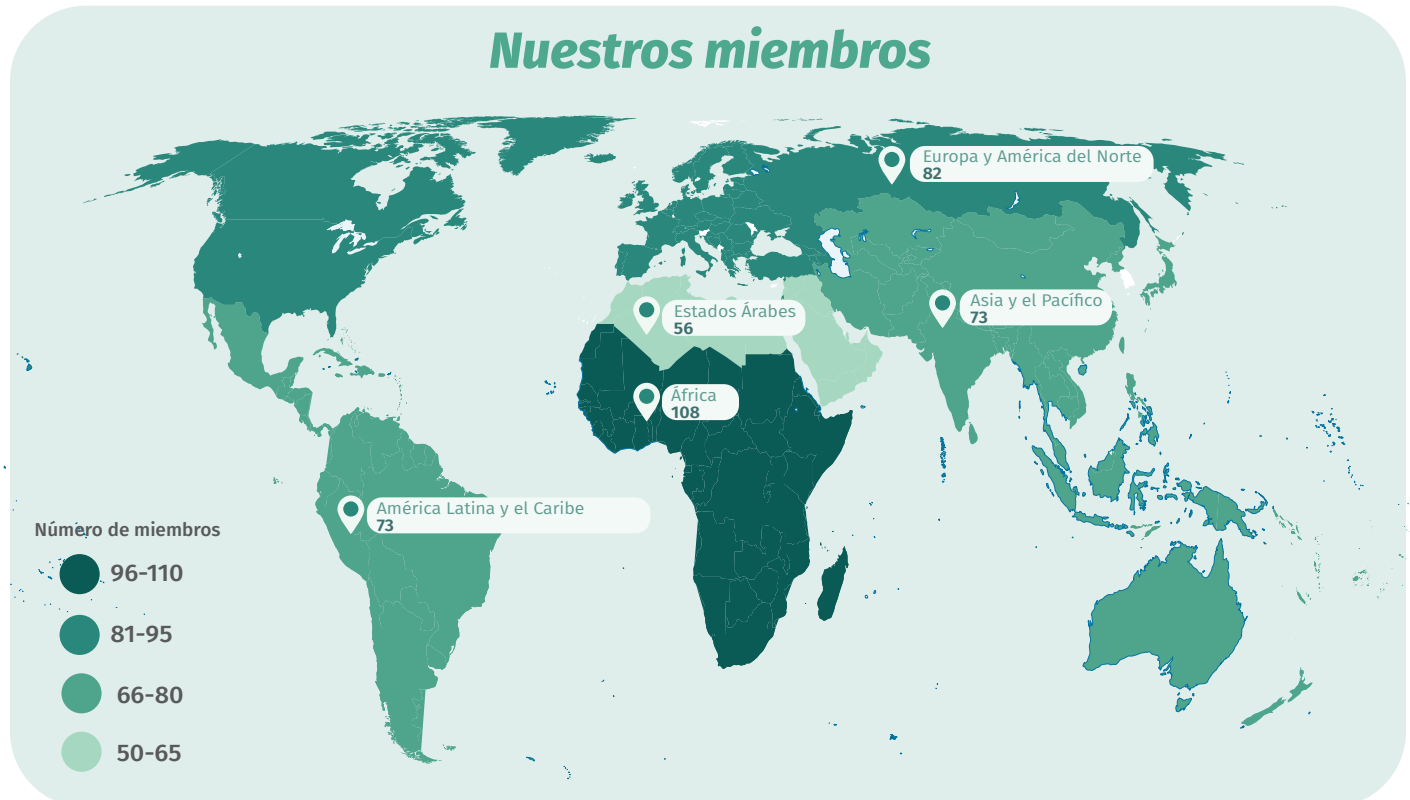 Nuestros miembros
Europa y América del Norte
82
Asia y el Pacífico
73
Estados Árabes
56
África
108
América Latina y el Caribe
73
Número de miembros
96-110
81-95
66-80
50-65